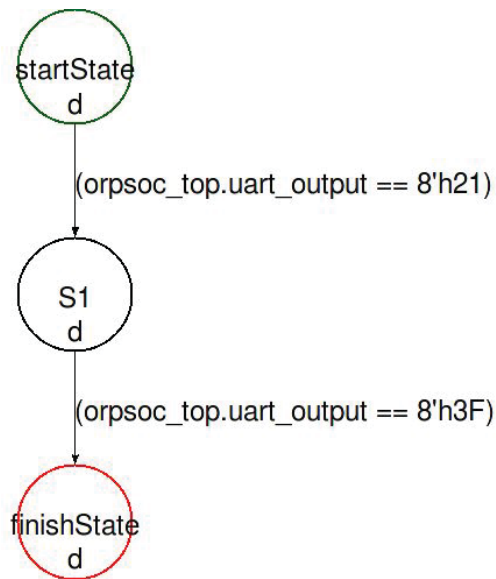 startState
d
(orpsoc_top.uart_output == 8'h21)
S1
d
(orpsoc_top.uart_output == 8'h3F)
finishState
d